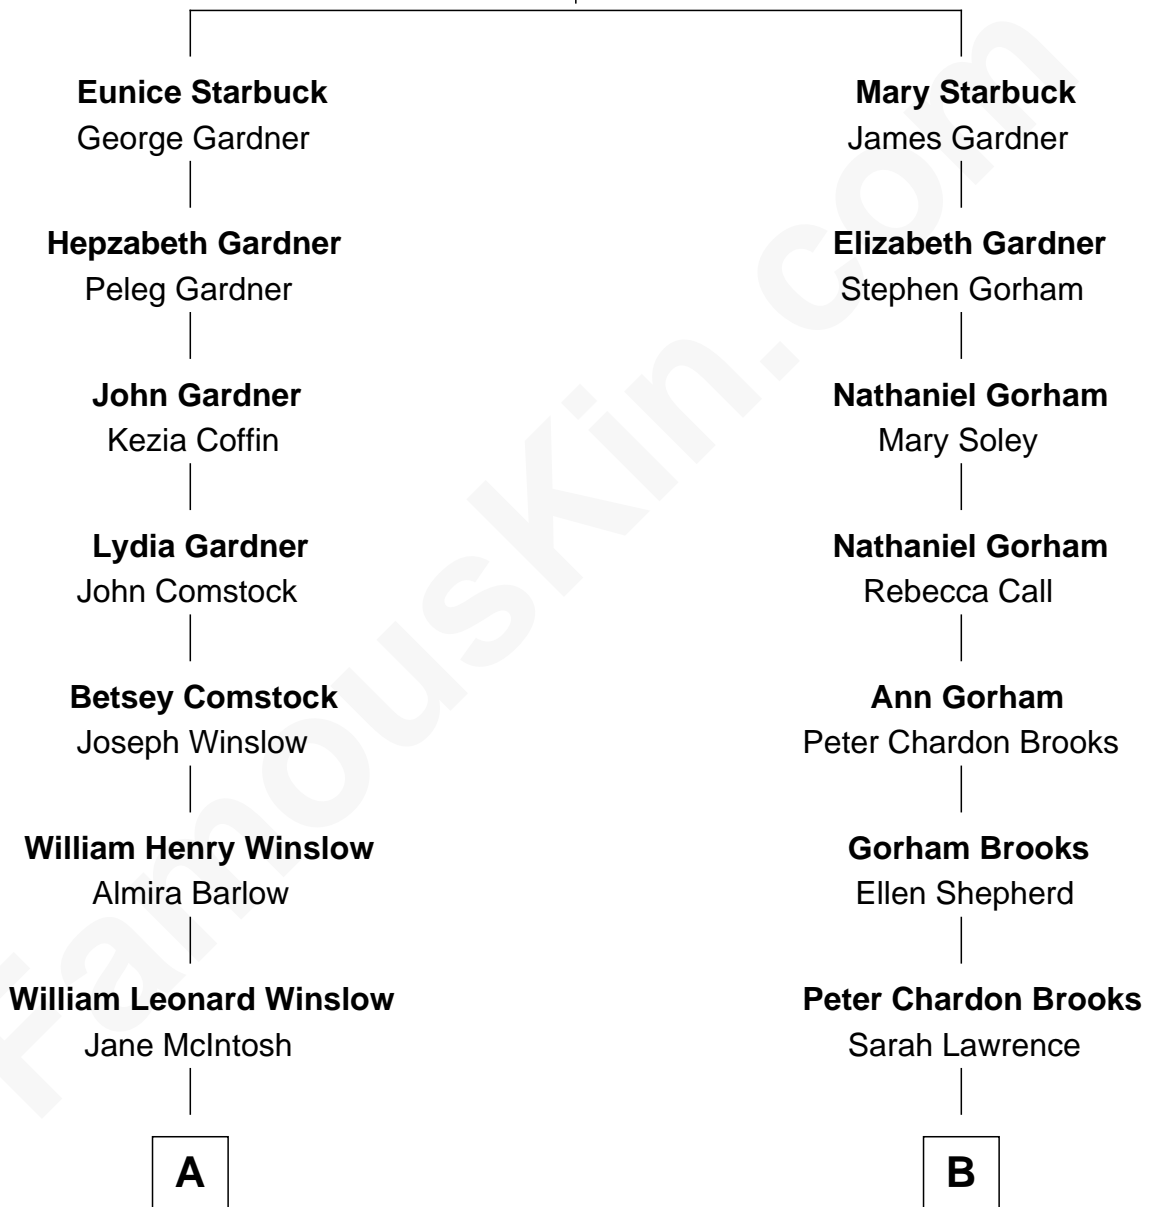 Eunice Starbuck
George Gardner
Hepzabeth Gardner
Peleg Gardner
John Gardner
Kezia Coffin
Lydia Gardner
John Comstock
Betsey Comstock
Joseph Winslow
William Henry Winslow
Almira Barlow
William Leonard Winslow
Jane McIntosh
A
Mary Starbuck
James Gardner
Elizabeth Gardner
Stephen Gorham
Nathaniel Gorham
Mary Soley
Nathaniel Gorham
Rebecca Call
Ann Gorham
Peter Chardon Brooks
Gorham Brooks
Ellen Shepherd
Peter Chardon Brooks
Sarah Lawrence
B
FamousKin.com